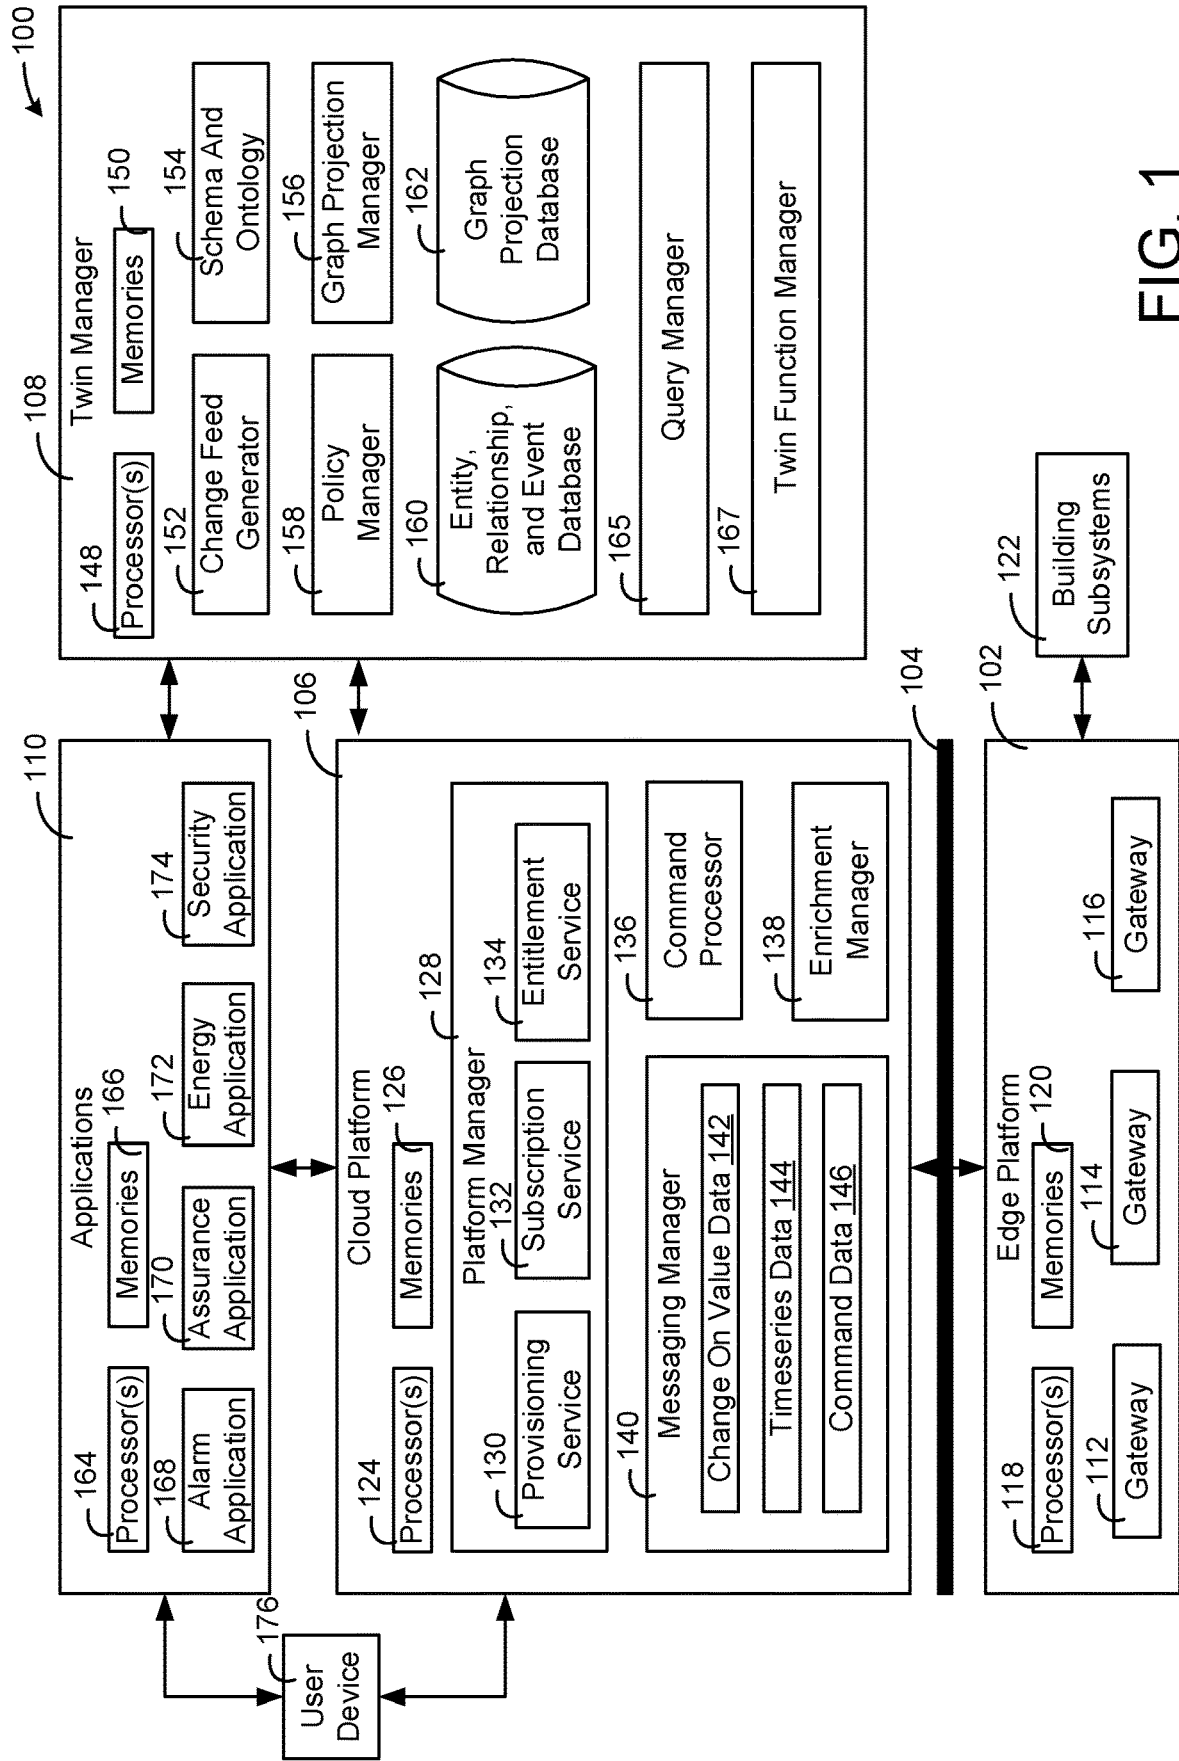 100
110
Applications
164
Processor(s)
166
Memories
168
Alarm
Application
170
Assurance
Application
172
Energy
Application
174
Security
Application
176
User
Device
106
Cloud Platform
124
Processor(s)
126
Memories
128
Platform Manager
130
Provisioning
Service
132
Subscription
Service
134
Entitlement
Service
140
Messaging Manager
Change On Value Data 142
Timeseries Data 144
Command Data 146
136
Command
Processor
138
Enrichment
Manager
104
102
Edge Platform
118
Processor(s)
120
Memories
112
Gateway
114
Gateway
116
Gateway
122
Building
Subsystems
108
Twin Manager
148
Processor(s)
150
Memories
152
Change Feed
Generator
154
Schema And
Ontology
158
Policy
Manager
156
Graph Projection
Manager
160
Entity,
Relationship,
and Event
Database
162
Graph
Projection
Database
165
Query Manager
167
Twin Function Manager
FIG. 1